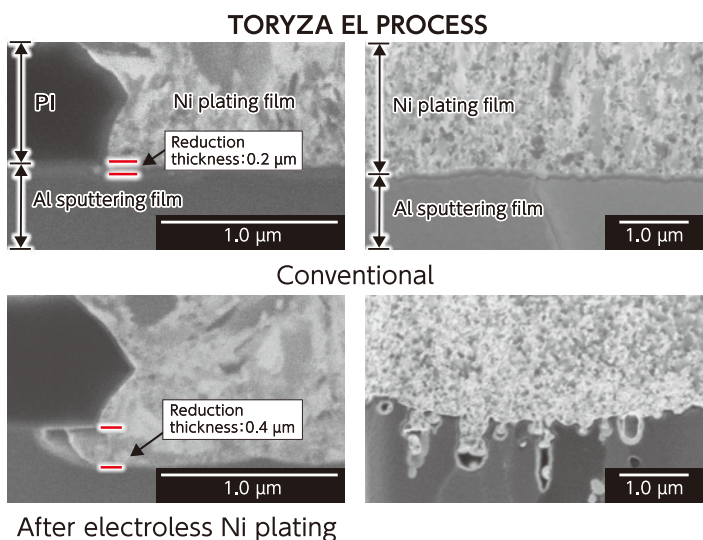 TORYZA EL PROCESS
PI
Ni plating film
Reduction
thickness:0.2 μm
Al sputtering film
1.0 μm
Ni plating film
Al sputtering film
1.0 μm
Conventional
Reduction
thickness:0.4 μm
1.0 μm
1.0 μm
After electroless Ni plating